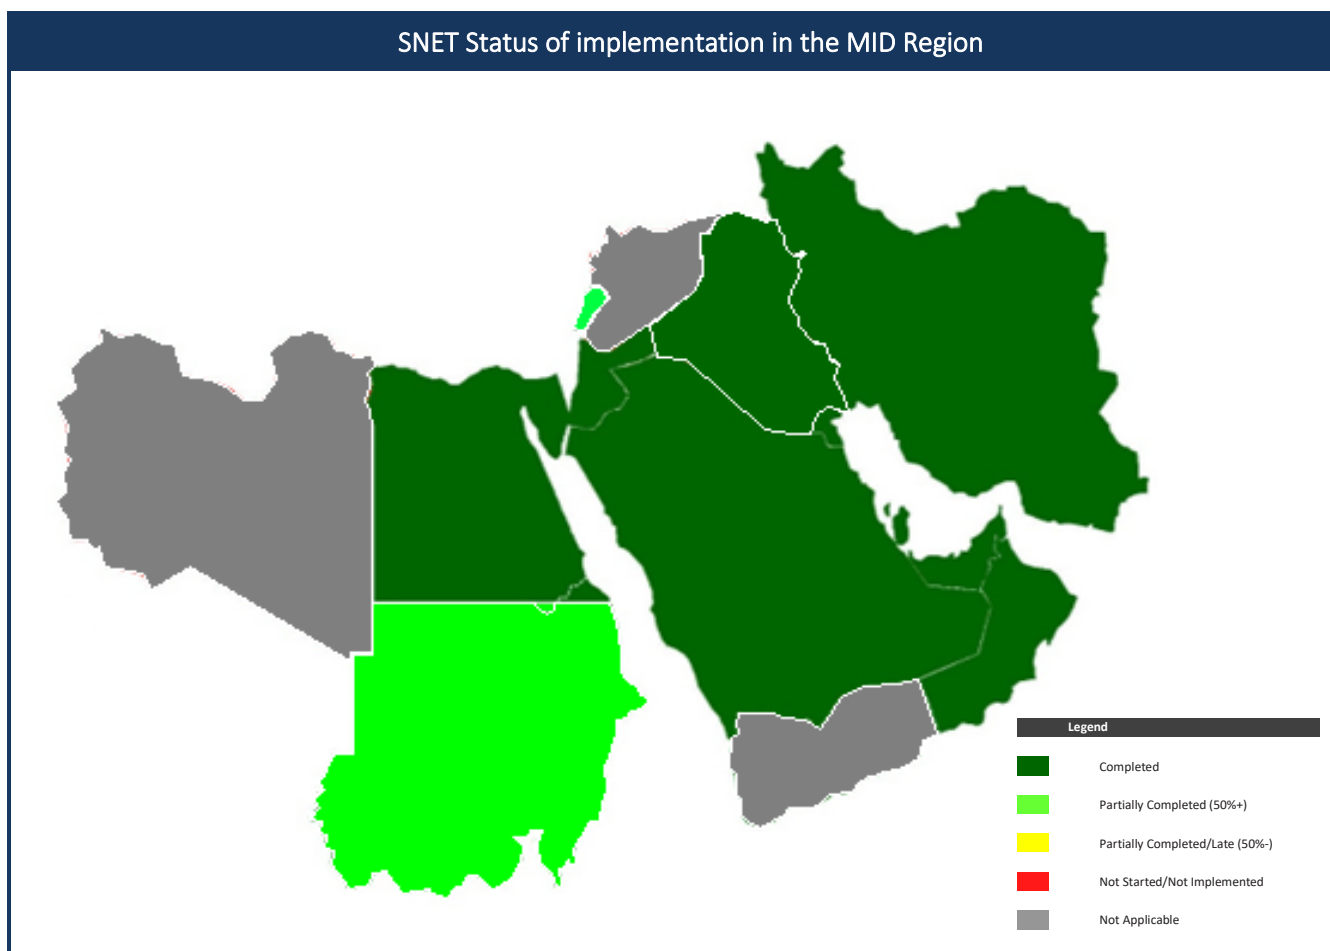 SNET Status of implementation in the MID Region
Legend
Completed
Partially Completed (50%+)
Partially Completed/Late (50%-)
Not Started/Not Implemented
Not Applicable